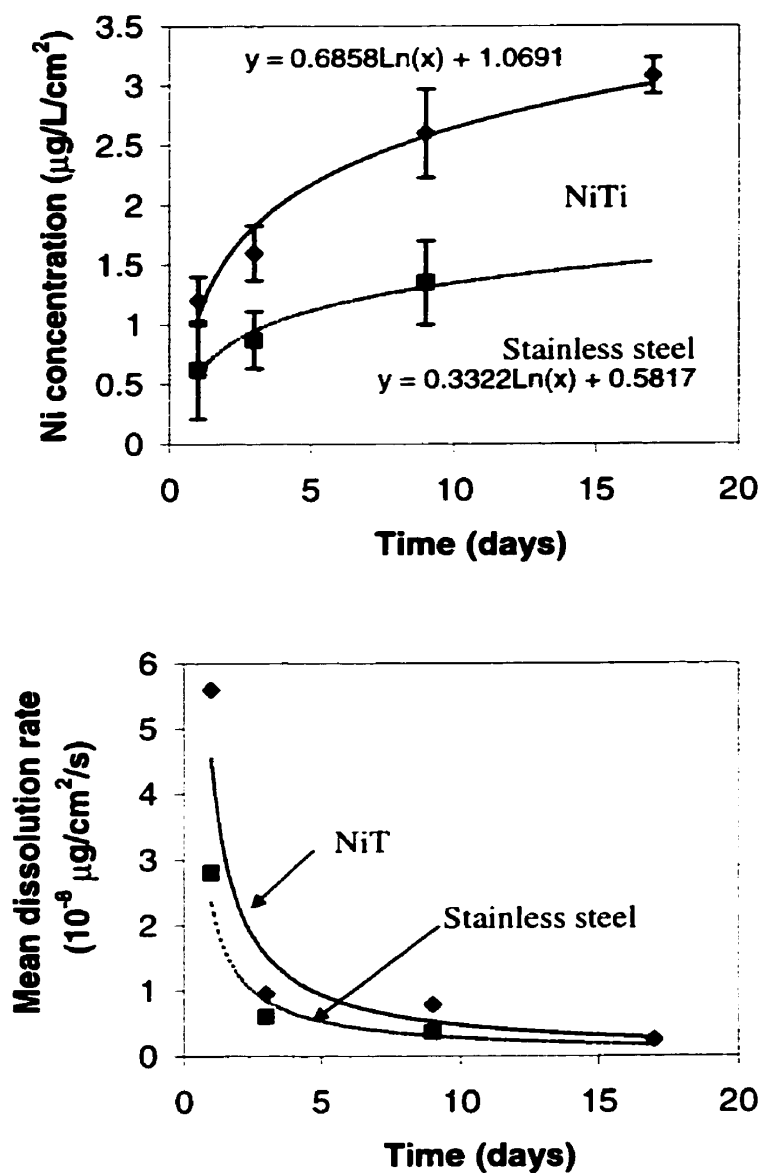 3.5
3
2.5
2
1.5
1
0.5
0
Ni concentration (µg/L/cm²)
y = 0.6858Ln(x) + 1.0691
NiTi
Stainless steel
y = 0.3322Ln(x) + 0.5817
0 5 10 15 20
Time (days)
6
5
4
3
2
1
0
Mean dissolution rate
(10⁻⁸ µg/cm²/s)
NiT
Stainless steel
0 5 10 15 20
Time (days)